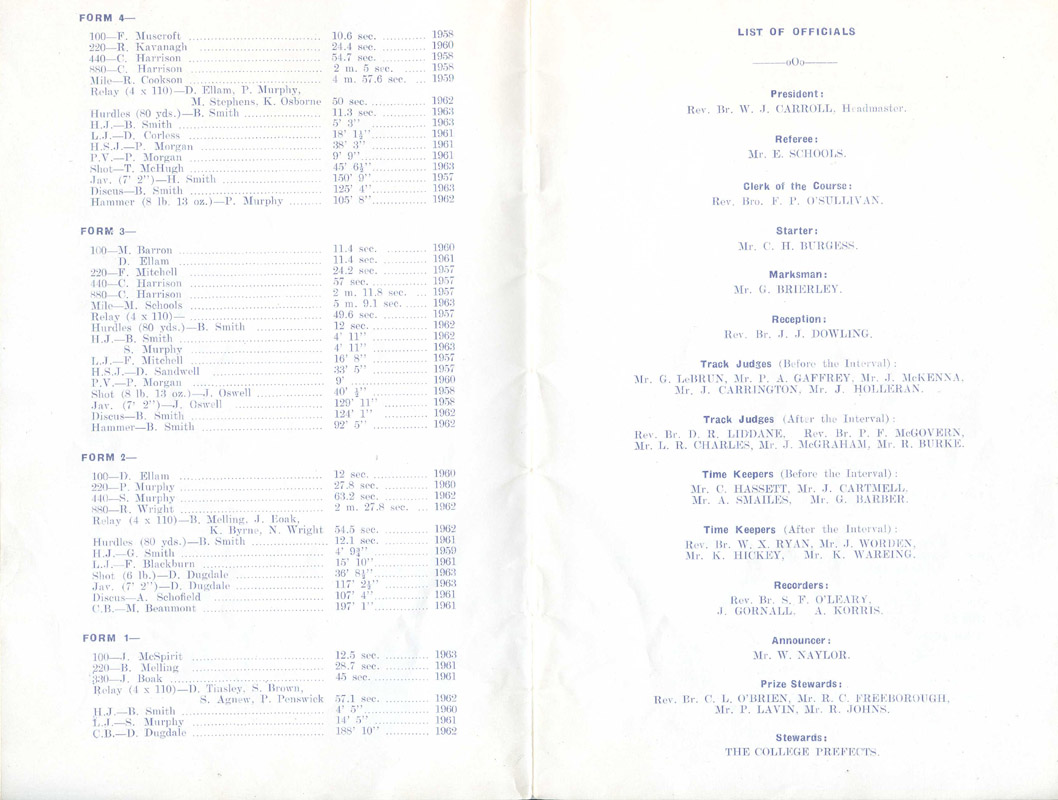 FORM 4—
100—F. Muscroft ........ 10.6 sec. ........ 1958
220—R. Kavanagh ........ 24.4 sec. ........ 1960
440—C. Harrison ........ 54.7 sec. ........ 1958
880—C. Harrison ........ 2 m. 5 sec. ........ 1958
Mile—R. Cookson ........ 4 m. 57.6 sec. ... 1959
Relay (4 x 110)—D. Ellam, P. Murphy,
M. Stephens, K. Osborne 50 sec. ........ 1962
Hurdles (80 yds.)—B. Smith ........ 11.3 sec. ........ 1963
H.J.—B. Smith ........ 5' 3'' ........ 1963
L.J.—D. Corless ........ 18' 1½'' ........ 1961
H.S.J.—P. Morgan ........ 38' 3'' ........ 1961
P.V.—P. Morgan ........ 9' 9'' ........ 1961
Shot—T. McHugh ........ 45' 6½'' ........ 1963
Jav. (7' 2'')—H. Smith ........ 150' 9'' ........ 1957
Discus—B. Smith ........ 125' 4'' ........ 1963
Hammer (8 lb. 13 oz.)—P. Murphy ........ 105' 8'' ........ 1962
FORM 3—
100—M. Barron ........ 11.4 sec. ........ 1960
D. Ellam ........ 11.4 sec. ........ 1961
220—F. Mitchell ........ 24.2 sec. ........ 1957
440—C. Harrison ........ 57 sec. ........ 1957
880—C. Harrison ........ 2 m. 11.8 sec. ... 1957
Mile—M. Schools ........ 5 m. 9.1 sec. ...... 1963
Relay (4 x 110)— ........ 49.6 sec. ........ 1957
Hurdles (80 yds.)—B. Smith ........ 12 sec. ........ 1962
H.J.—B. Smith ........ 4' 11'' ........ 1962
S. Murphy ........ 4' 11'' ........ 1963
L.J.—F. Mitchell ........ 16' 8'' ........ 1957
H.S.J.—D. Sandwell ........ 33' 5'' ........ 1957
P.V.—P. Morgan ........ 9' ........ 1960
Shot (8 lb. 13 oz.)—J. Oswell ........ 40' ½'' ........ 1958
Jav. (7' 2'')—J. Oswell ........ 129' 11'' ........ 1958
Discus—B. Smith ........ 124' 1'' ........ 1962
Hammer—B. Smith ........ 92' 5'' ........ 1962
FORM 2—
100—D. Ellam ........ 12 sec. ........ 1960
220—P. Murphy ........ 27.8 sec. ........ 1960
440—S. Murphy ........ 63.2 sec. ........ 1962
880—R. Wright ........ 2 m. 27.8 sec. ... 1962
Relay (4 x 110)—B. Melling, J. Eoak,
K. Byrne, N. Wright 54.5 sec. ........ 1962
Hurdles (80 yds.)—B. Smith ........ 12.1 sec. ........ 1961
H.J.—G. Smith ........ 4' 9¾'' ........ 1959
L.J.—F. Blackburn ........ 15' 10'' ........ 1961
Shot (6 lb.)—D. Dugdale ........ 36' 8½'' ........ 1963
Jav. (7' 2'')—D. Dugdale ........ 117' 2½'' ........ 1963
Discus—A. Schofield ........ 107' 4'' ........ 1961
C.B.—M. Beaumont ........ 197' 1'' ........ 1961
FORM 1—
100—J. McSpirit ........ 12.5 sec. ........ 1963
220—B. Melling ........ 28.7 sec. ........ 1961
330—J. Boak ........ 45 sec. ........ 1961
Relay (4 x 110)—D. Tinsley, S. Brown,
S. Agnew, P. Penswick 57.1 sec. ........ 1962
H.J.—B. Smith ........ 4' 5'' ........ 1960
L.J.—S. Murphy ........ 14' 5'' ........ 1961
C.B.—D. Dugdale ........ 188' 10'' ........ 1962
LIST OF OFFICIALS
———oOo———
President:
Rev. Br. W. J. CARROLL, Headmaster.
Referee:
Mr. E. SCHOOLS.
Clerk of the Course:
Rev. Bro. F. P. O'SULLIVAN.
Starter:
Mr. C. H. BURGESS.
Marksman:
Mr. G. BRIERLEY.
Reception:
Rev. Br. J. J. DOWLING.
Track Judges (Before the Interval):
Mr. G. LeBRUN, Mr. P. A. GAFFREY, Mr. J. McKENNA,
Mr. J. CARRINGTON, Mr. J. HOLLERAN.
Track Judges (After the Interval):
Rev. Br. D. R. LIDDANE, Rev. Br. P. F. McGOVERN,
Mr. L. R. CHARLES, Mr. J. McGRAHAM, Mr. R. BURKE.
Time Keepers (Before the Interval):
Mr. C. HASSETT, Mr. J. CARTMELL,
Mr. A. SMAILES, Mr. G. BARBER.
Time Keepers (After the Interval):
Rev. Br. W. X. RYAN, Mr. J. WORDEN,
Mr. K. HICKEY, Mr. K. WAREING.
Recorders:
Rev. Br. S. F. O'LEARY,
J. GORNALL, A. KORRIS.
Announcer:
Mr. W. NAYLOR.
Prize Stewards:
Rev. Br. C. L. O'BRIEN, Mr. R. C. FREEBOROUGH,
Mr. P. LAVIN, Mr. R. JOHNS.
Stewards:
THE COLLEGE PREFECTS.